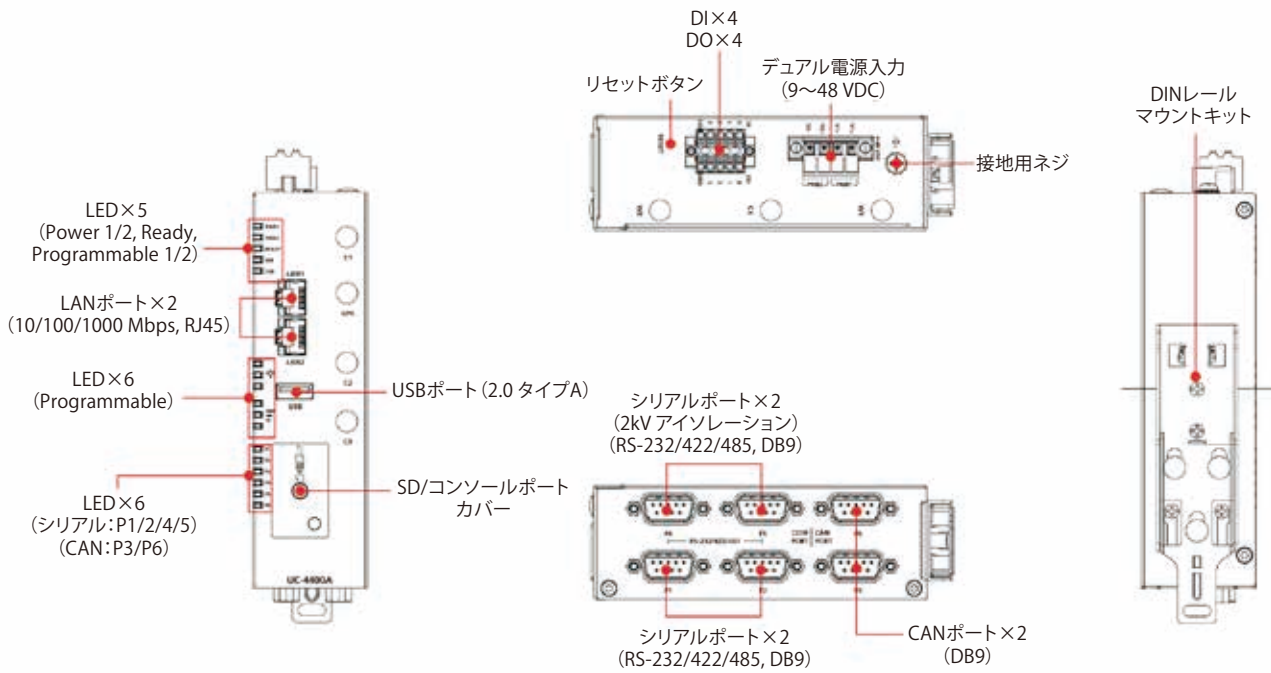 DI×4
DO×4
リセットボタン
デュアル電源入力
(9~48 VDC)
接地用ネジ
DINレール
マウントキット
LED×5
(Power 1/2, Ready,
Programmable 1/2)
LANポート×2
(10/100/1000 Mbps, RJ45)
LED×6
(Programmable)
LED×6
(シリアル:P1/2/4/5)
(CAN:P3/P6)
LAN1
LAN2
USB
USBポート(2.0 タイプA)
SD/コンソールポート
カバー
UC-4400A
シリアルポート×2
(2kV アイソレーション)
(RS-232/422/485, DB9)
シリアルポート×2
(RS-232/422/485, DB9)
CANポート×2
(DB9)